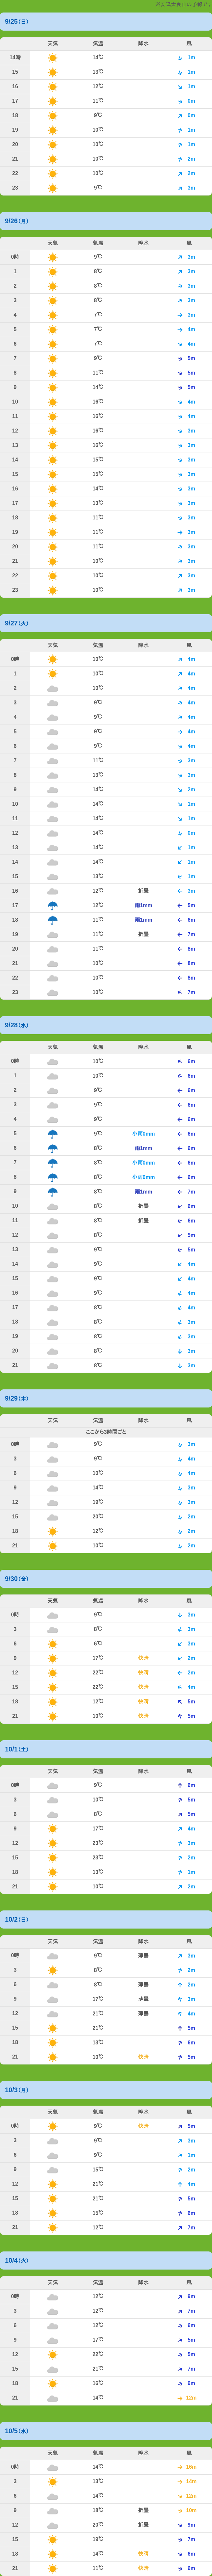 9/25(日)
天気 気温 降水 風
14時 14℃ 1m
15 13℃ 1m
16 12℃ 1m
17 11℃ 0m
18 9℃ 0m
19 10℃ 1m
20 10℃ 1m
21 10℃ 2m
22 10℃ 2m
23 9℃ 3m
9/26(月)
天気 気温 降水 風
0時 9℃ 3m
1 8℃ 3m
2 8℃ 3m
3 8℃ 3m
4 7℃ 3m
5 7℃ 4m
6 7℃ 4m
7 9℃ 5m
8 11℃ 5m
9 14℃ 5m
10 16℃ 4m
11 16℃ 4m
12 16℃ 3m
13 16℃ 3m
14 15℃ 3m
15 15℃ 3m
16 14℃ 3m
17 13℃ 3m
18 11℃ 3m
19 11℃ 3m
20 11℃ 3m
21 10℃ 3m
22 10℃ 3m
23 10℃ 3m
9/27(火)
天気 気温 降水 風
0時 10℃ 4m
1 10℃ 4m
2 10℃ 4m
3 9℃ 4m
4 9℃ 4m
5 9℃ 4m
6 9℃ 4m
7 11℃ 3m
8 13℃ 3m
9 14℃ 2m
10 14℃ 1m
11 14℃ 1m
12 14℃ 0m
13 14℃ 1m
14 14℃ 1m
15 13℃ 1m
16 12℃ 折畳 3m
17 12℃ 雨1mm 5m
18 11℃ 雨1mm 6m
19 11℃ 折畳 7m
20 11℃ 8m
21 10℃ 8m
22 10℃ 8m
23 10℃ 7m
9/28(水)
天気 気温 降水 風
0時 10℃ 6m
1 10℃ 6m
2 9℃ 6m
3 9℃ 6m
4 9℃ 6m
5 9℃ 小雨0mm 6m
6 8℃ 雨1mm 6m
7 8℃ 小雨0mm 6m
8 8℃ 小雨0mm 6m
9 8℃ 雨1mm 7m
10 8℃ 折畳 6m
11 8℃ 折畳 6m
12 8℃ 5m
13 9℃ 5m
14 9℃ 4m
15 9℃ 4m
16 9℃ 4m
17 8℃ 4m
18 8℃ 3m
19 8℃ 3m
20 8℃ 3m
21 8℃ 3m
9/29(木)
天気 気温 降水 風
ここから3時間ごと
0時 9℃ 3m
3 9℃ 4m
6 10℃ 4m
9 14℃ 3m
12 19℃ 3m
15 20℃ 2m
18 12℃ 2m
21 10℃ 2m
9/30(金)
天気 気温 降水 風
0時 9℃ 3m
3 8℃ 3m
6 6℃ 3m
9 17℃ 快晴 2m
12 22℃ 快晴 2m
15 22℃ 快晴 4m
18 12℃ 快晴 5m
21 10℃ 快晴 5m
10/1(土)
天気 気温 降水 風
0時 9℃ 6m
3 10℃ 5m
6 8℃ 5m
9 17℃ 4m
12 23℃ 3m
15 23℃ 2m
18 13℃ 1m
21 10℃ 2m
10/2(日)
天気 気温 降水 風
0時 9℃ 薄曇 3m
3 8℃ 2m
6 8℃ 薄曇 2m
9 17℃ 薄曇 3m
12 21℃ 薄曇 4m
15 21℃ 5m
18 13℃ 6m
21 10℃ 快晴 5m
10/3(月)
天気 気温 降水 風
0時 9℃ 快晴 5m
3 9℃ 3m
6 9℃ 1m
9 15℃ 2m
12 21℃ 4m
15 21℃ 5m
18 15℃ 6m
21 12℃ 7m
10/4(火)
天気 気温 降水 風
0時 12℃ 9m
3 12℃ 7m
6 12℃ 6m
9 17℃ 5m
12 22℃ 5m
15 21℃ 7m
18 16℃ 9m
21 14℃ 12m
10/5(水)
天気 気温 降水 風
0時 14℃ 15m
3 13℃ 14m
6 14℃ 12m
9 18℃ 折畳 10m
12 20℃ 折畳 9m
15 19℃ 7m
18 14℃ 快晴 6m
21 11℃ 快晴 6m